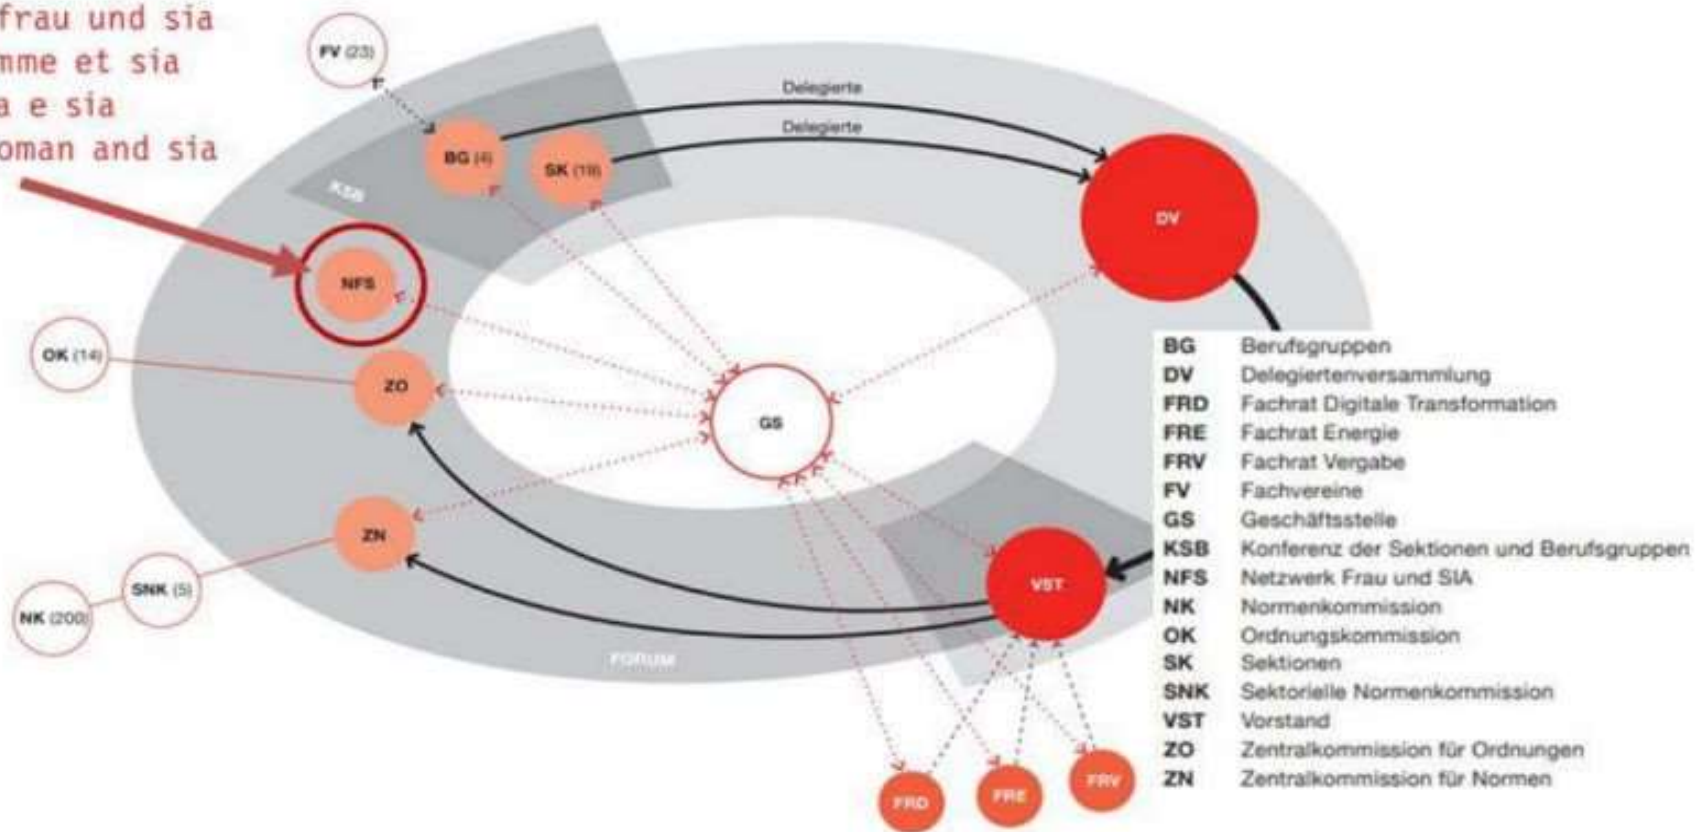 frau und sia
mme et sia
a e sia
oman and sia
FV (23)
Delegierte
Delegierte
BG (4)
SK (19)
KSB
DV
NFS
OK (14)
ZO
GS
ZN
SNK (5)
NK (200)
VST
FORUM
FRD
FRE
FRV
BG Berufsgruppen
DV Delegiertenversammlung
FRD Fachrat Digitale Transformation
FRE Fachrat Energie
FRV Fachrat Vergabe
FV Fachvereine
GS Geschäftsstelle
KSB Konferenz der Sektionen und Berufsgruppen
NFS Netzwerk Frau und SIA
NK Normenkommission
OK Ordnungskommission
SK Sektionen
SNK Sektorielle Normenkommission
VST Vorstand
ZO Zentralkommission für Ordnungen
ZN Zentralkommission für Normen